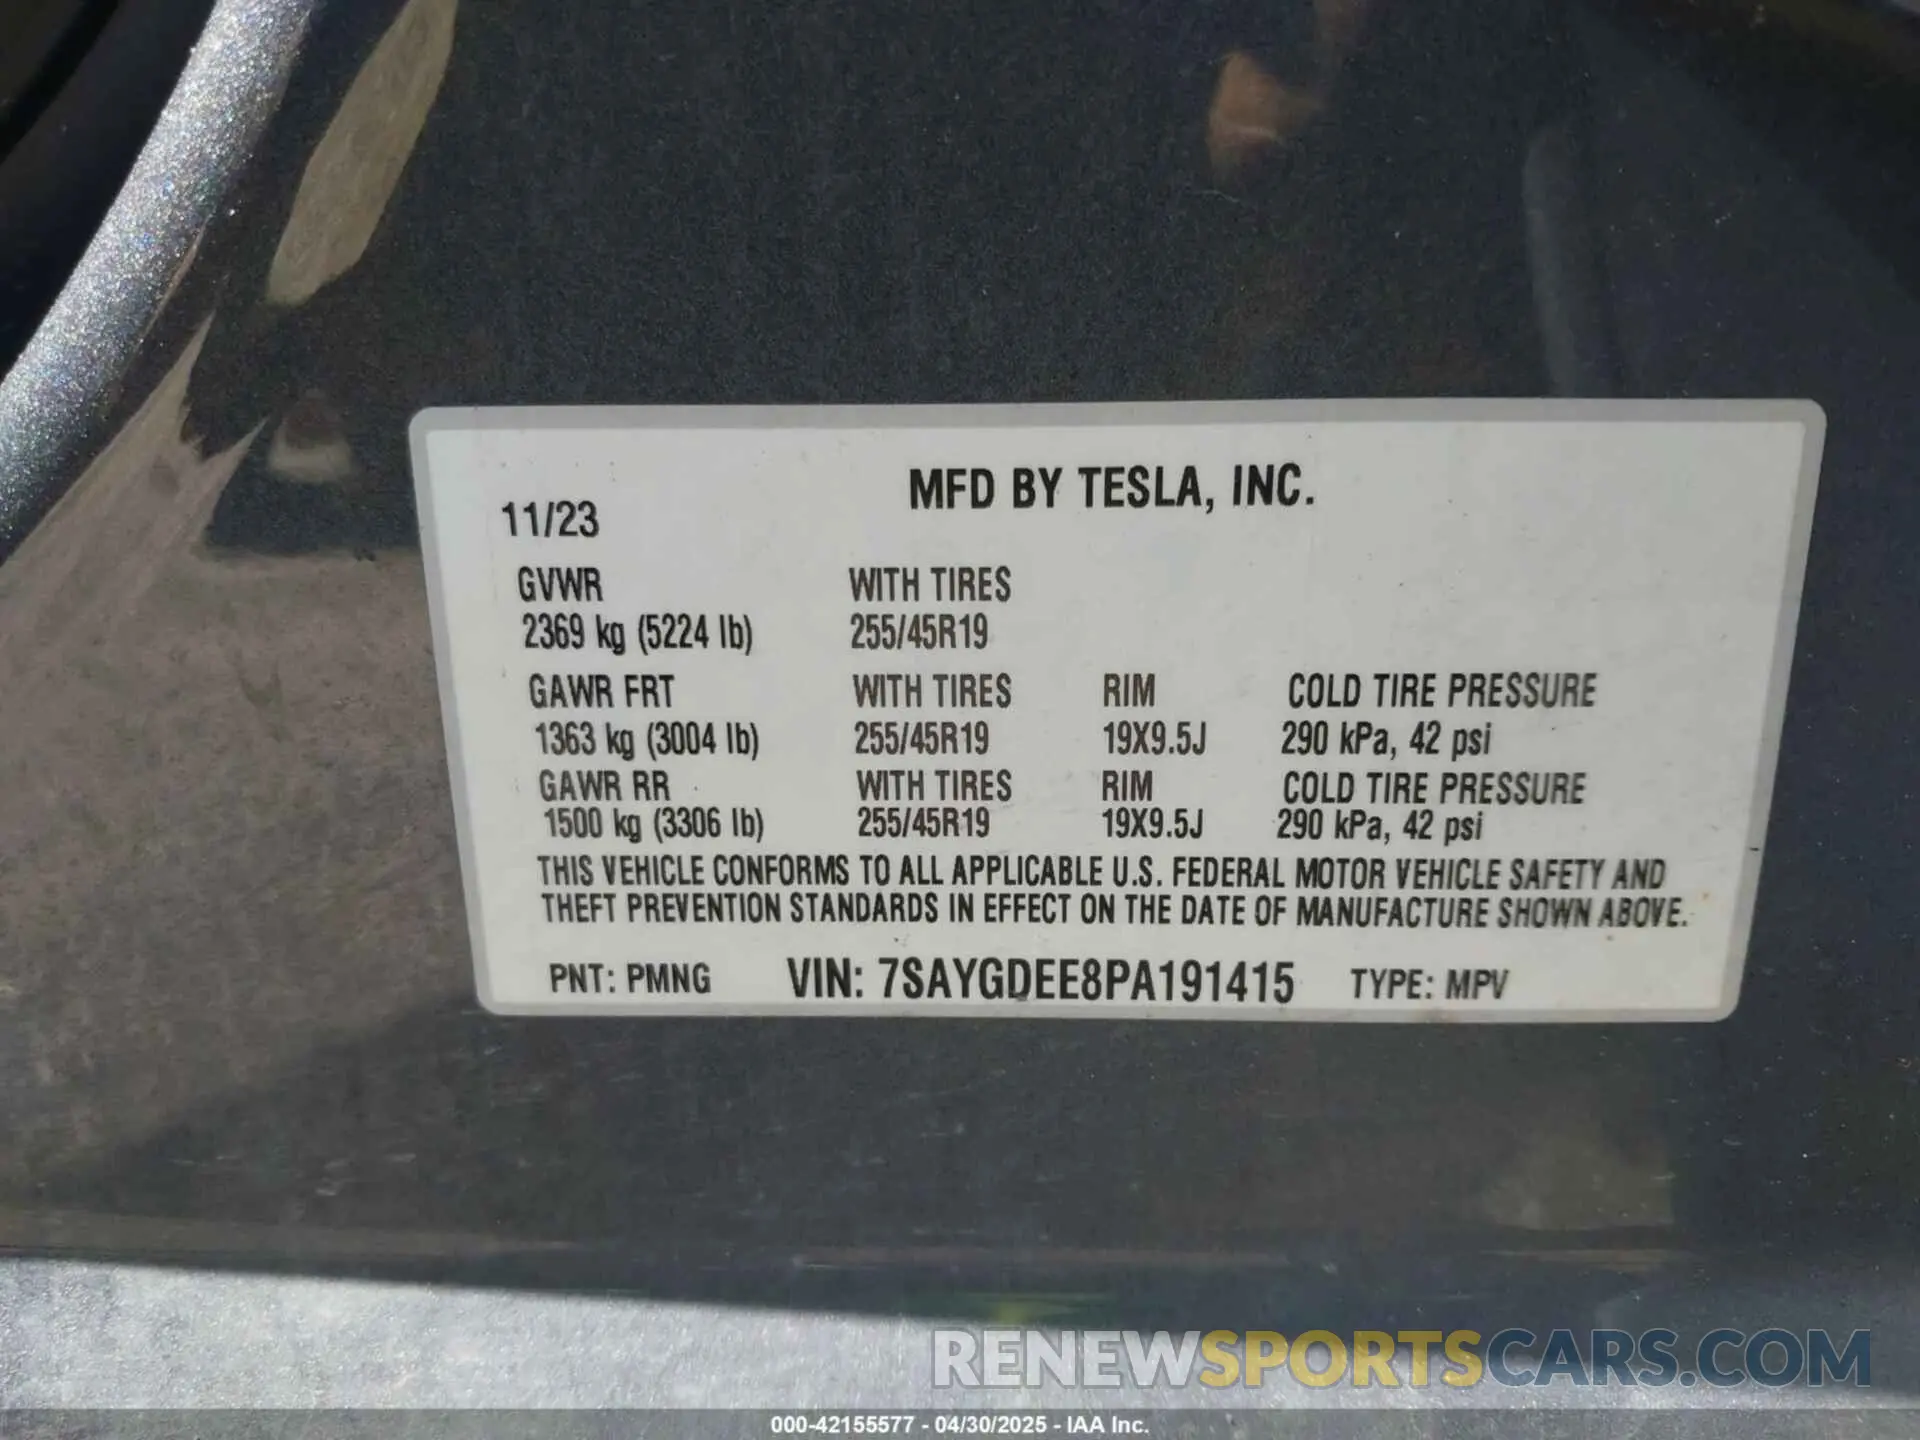 MFD BY TESLA, INC.
11/23
GVWR WITH TIRES
2369 kg (5224 lb) 255/45R19
GAWR FRT WITH TIRES RIM COLD TIRE PRESSURE
1363 kg (3004 lb) 255/45R19 19X9.5J 290 kPa, 42 psi
GAWR RR WITH TIRES RIM COLD TIRE PRESSURE
1500 kg (3306 lb) 255/45R19 19X9.5J 290 kPa, 42 psi
THIS VEHICLE CONFORMS TO ALL APPLICABLE U.S. FEDERAL MOTOR VEHICLE SAFETY AND
THEFT PREVENTION STANDARDS IN EFFECT ON THE DATE OF MANUFACTURE SHOWN ABOVE.
PNT: PMNG VIN: 7SAYGDEE8PA191415 TYPE: MPV
RENEWSPORTSCARS.COM
000-42155577 - 04/30/2025 - IAA Inc.